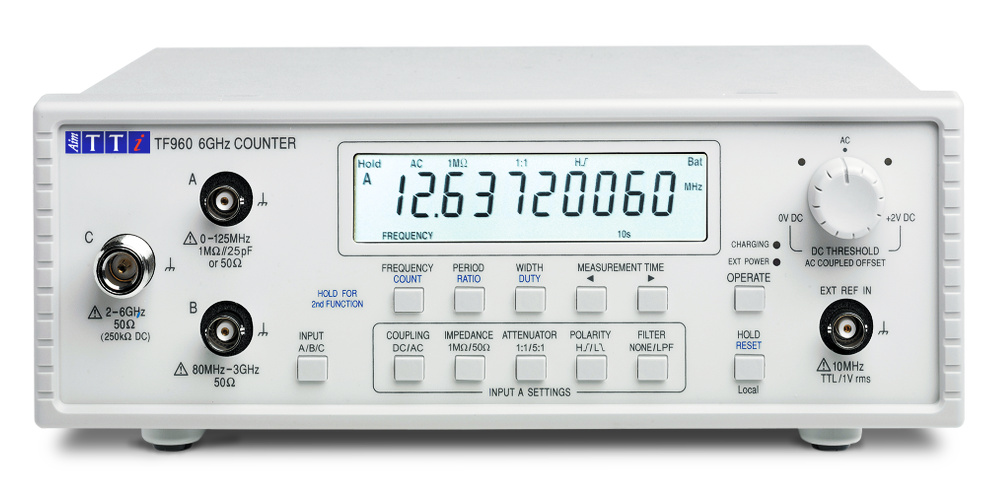 Aim TTi TF960 6GHz COUNTER
Hold AC 1MΩ 1:1 H⎍ Bat
A 12.63720060 MHz
FREQUENCY 10s
A
0-125MHz
1MΩ//25pF
or 50Ω
C
2-6GHz
50Ω
(250kΩ DC)
B
80MHz-3GHz
50Ω
HOLD FOR
2nd FUNCTION
FREQUENCY
COUNT
PERIOD
RATIO
WIDTH
DUTY
MEASUREMENT TIME
◄ ►
INPUT
A/B/C
COUPLING
DC/AC
IMPEDANCE
1MΩ/50Ω
ATTENUATOR
1:1/5:1
POLARITY
H/L
FILTER
NONE/LPF
INPUT A SETTINGS
AC
0V DC +2V DC
DC THRESHOLD
AC COUPLED OFFSET
CHARGING
EXT POWER
OPERATE
HOLD
RESET
Local
EXT REF IN
10MHz
TTL/1V rms